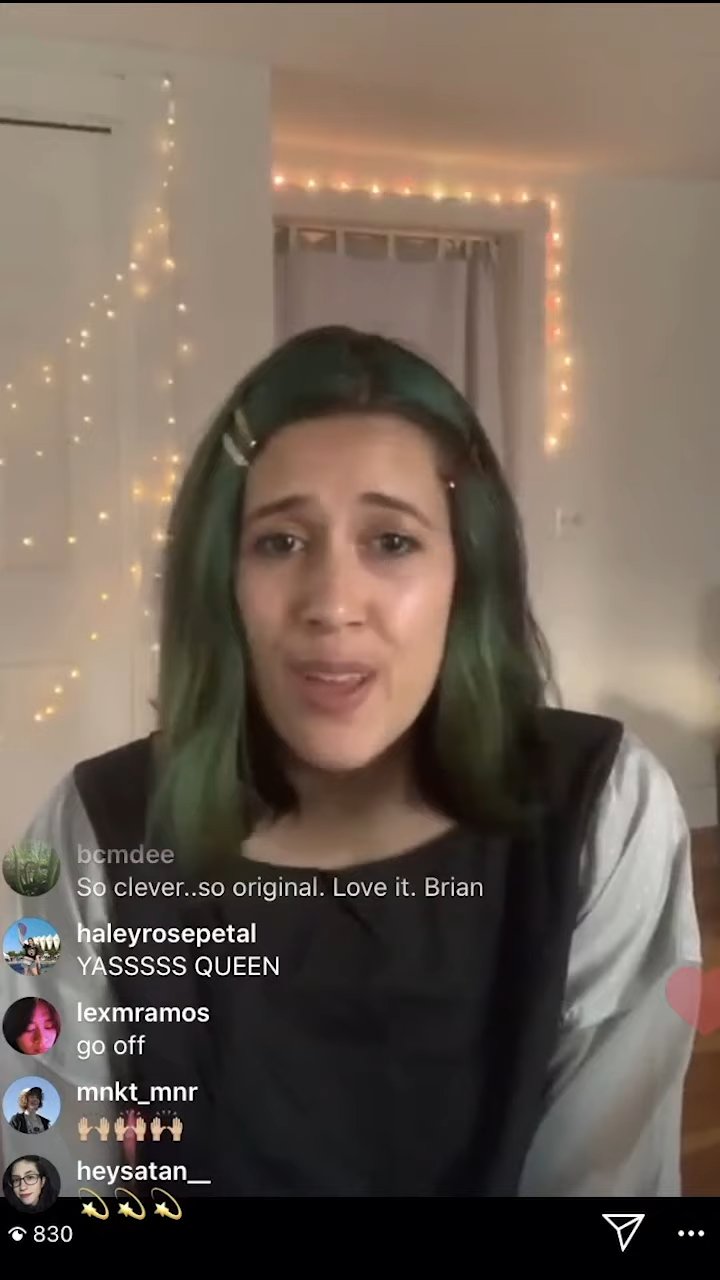 bcmdee
So clever..so original. Love it. Brian
haleyrosepetal
YASSSSS QUEEN
lexmramos
go off
mnkt_mnr
🙌🏼🙌🏼🙌🏼
heysatan__
💫💫💫
830